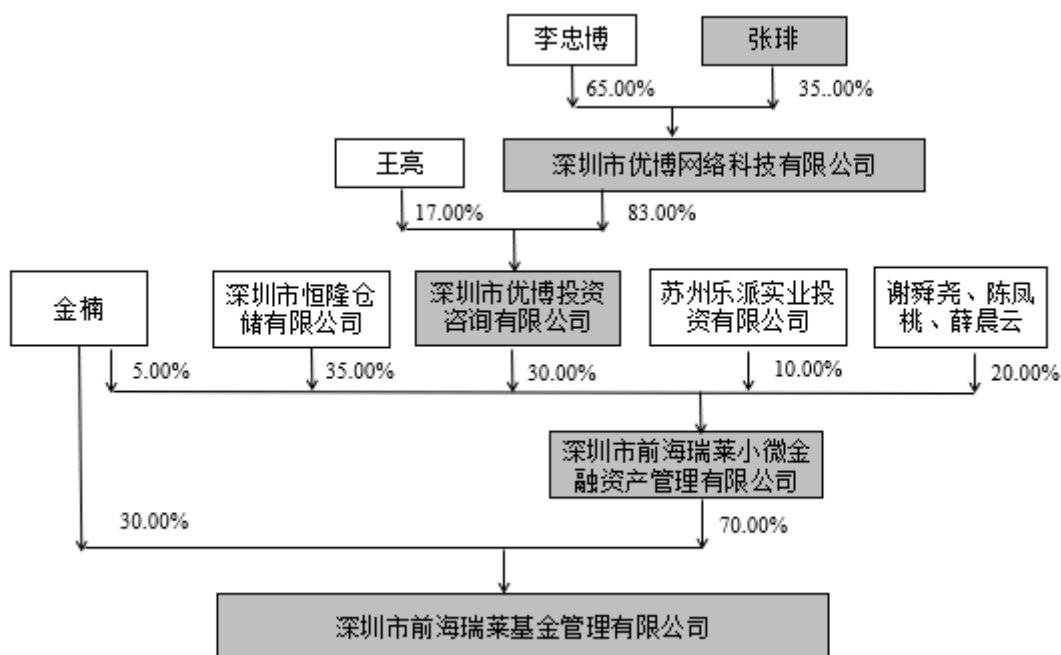 李忠博
张琲
65.00%
35..00%
王亮
深圳市优博网络科技有限公司
17.00%
83.00%
金楠
深圳市恒隆仓
储有限公司
深圳市优博投资
咨询有限公司
苏州乐派实业投
资有限公司
谢舜尧、陈凤
桃、薛晨云
5.00%
35.00%
30.00%
10.00%
20.00%
深圳市前海瑞莱小微金
融资产管理有限公司
30.00%
70.00%
深圳市前海瑞莱基金管理有限公司